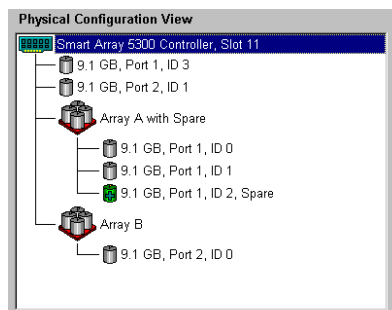 Physical Configuration View
Smart Array 5300 Controller, Slot 11
9.1 GB, Port 1, ID 3
9.1 GB, Port 2, ID 1
Array A with Spare
9.1 GB, Port 1, ID 0
9.1 GB, Port 1, ID 1
9.1 GB, Port 1, ID 2, Spare
Array B
9.1 GB, Port 2, ID 0